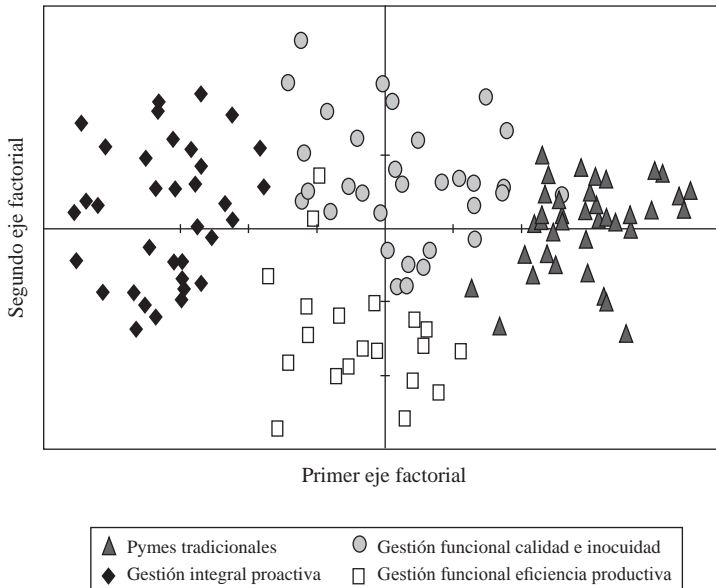 Segundo eje factorial
Primer eje factorial
Pymes tradicionales
Gestión funcional calidad e inocuidad
Gestión integral proactiva
Gestión funcional eficiencia productiva